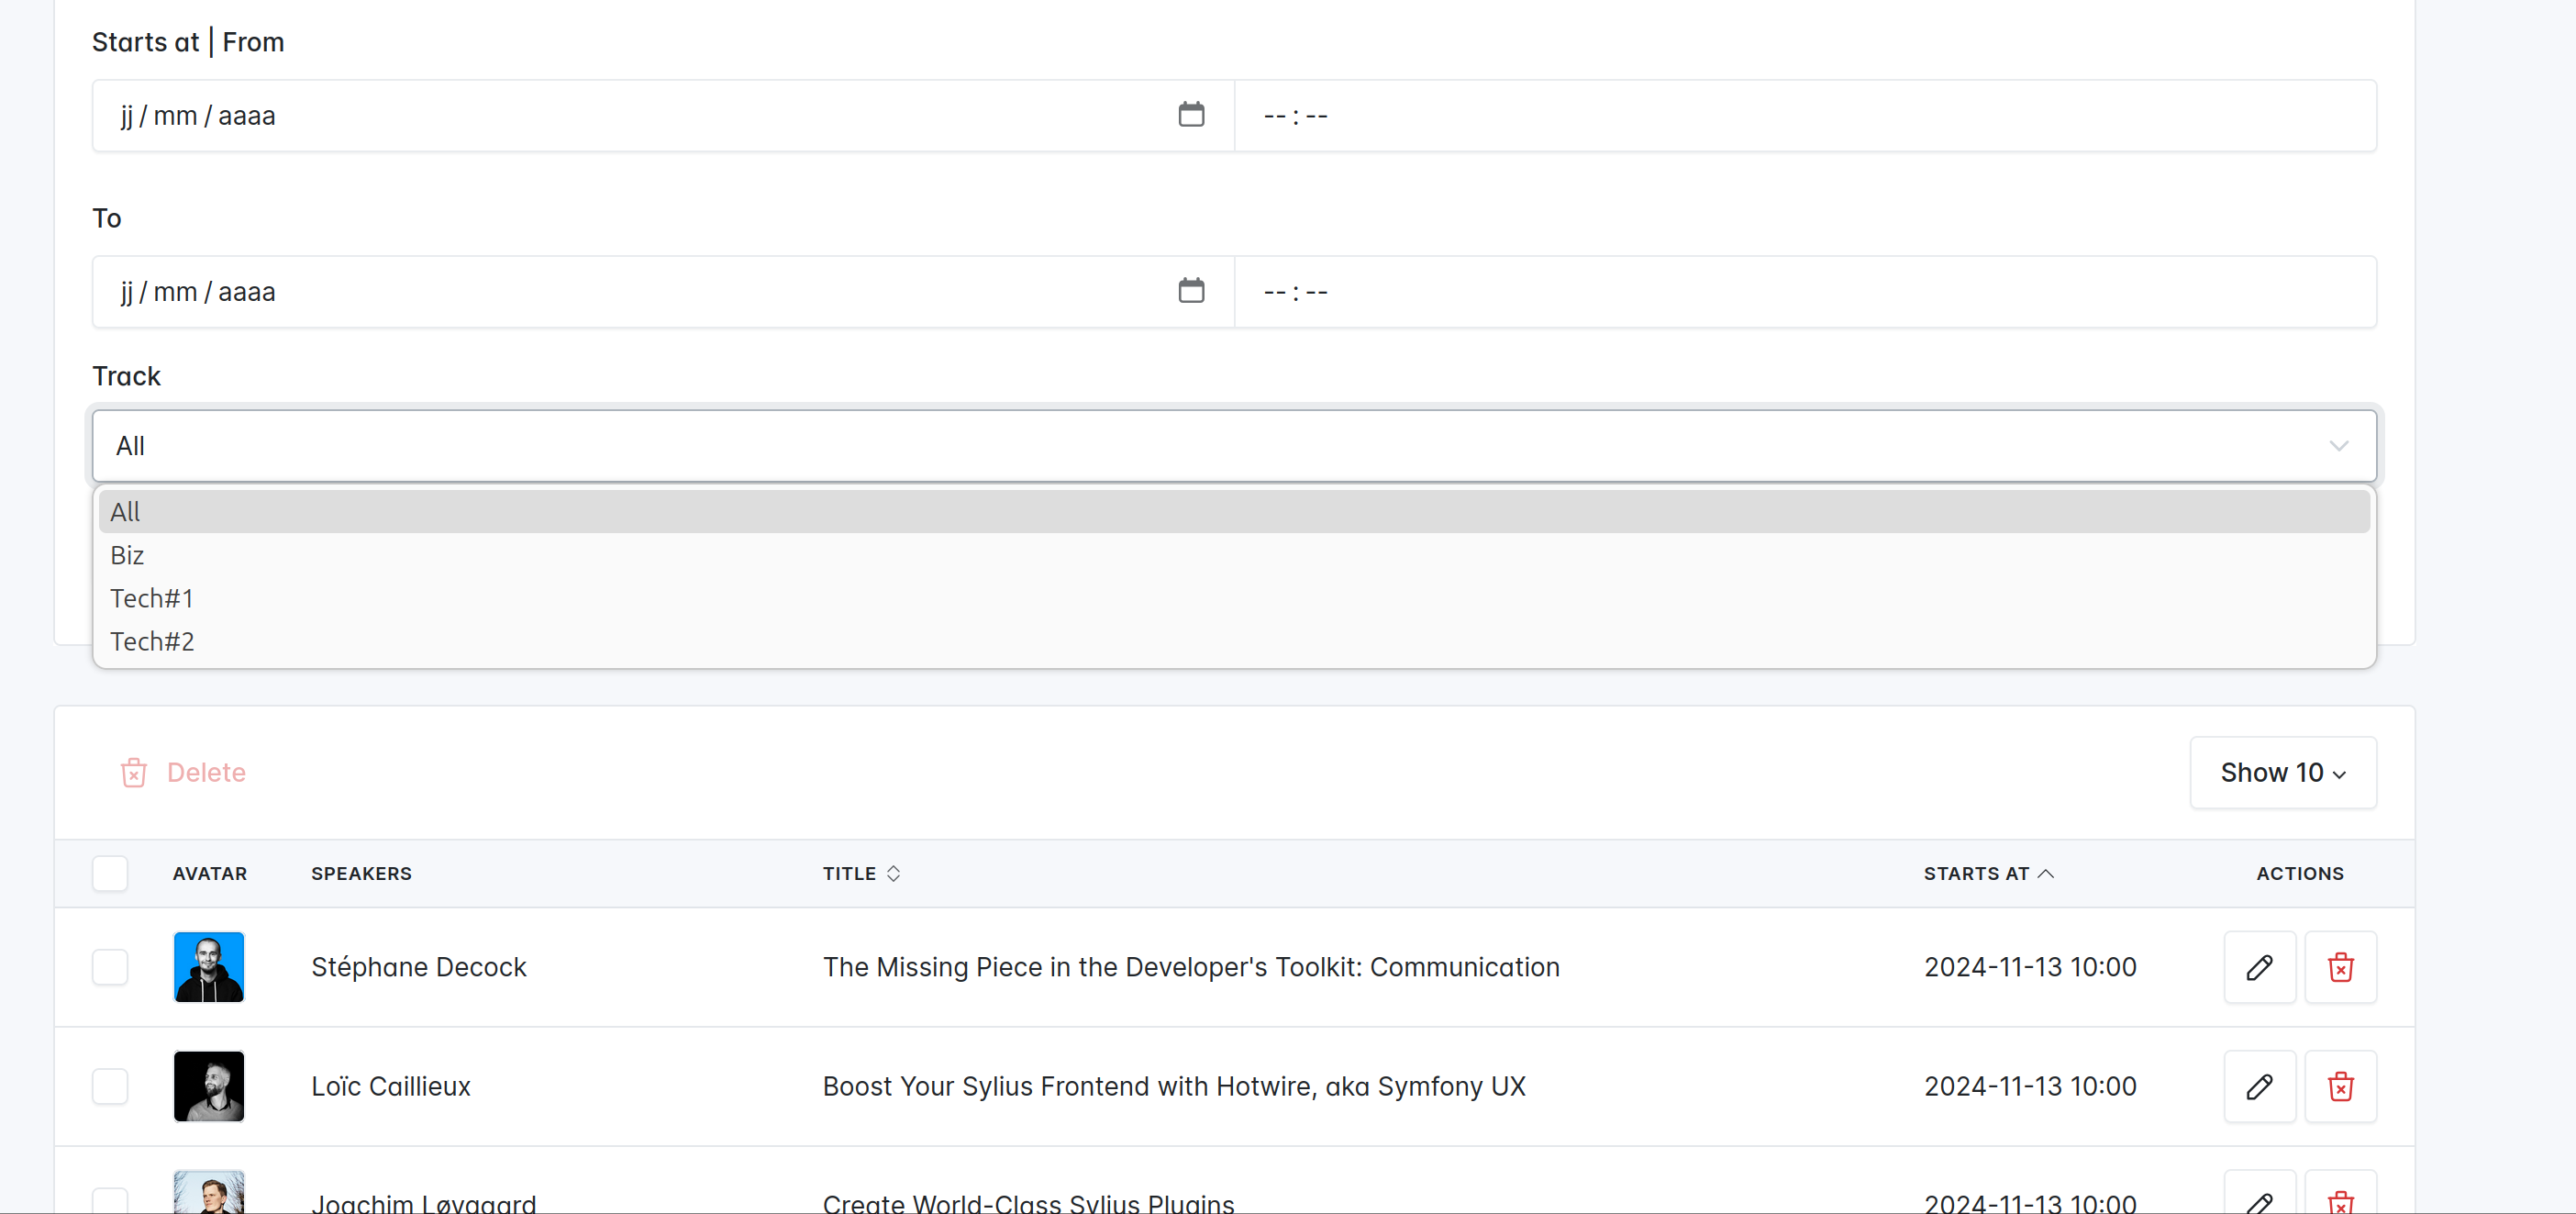 Starts at | From
jj / mm / aaaa
-- : --
To
jj / mm / aaaa
-- : --
Track
All
All
Biz
Tech#1
Tech#2
Delete
Show 10
AVATAR SPEAKERS TITLE STARTS AT ACTIONS
Stéphane Decock The Missing Piece in the Developer's Toolkit: Communication 2024-11-13 10:00
Loïc Caillieux Boost Your Sylius Frontend with Hotwire, aka Symfony UX 2024-11-13 10:00
Joachim Løvgaard Create World-Class Sylius Plugins 2024-11-13 10:00